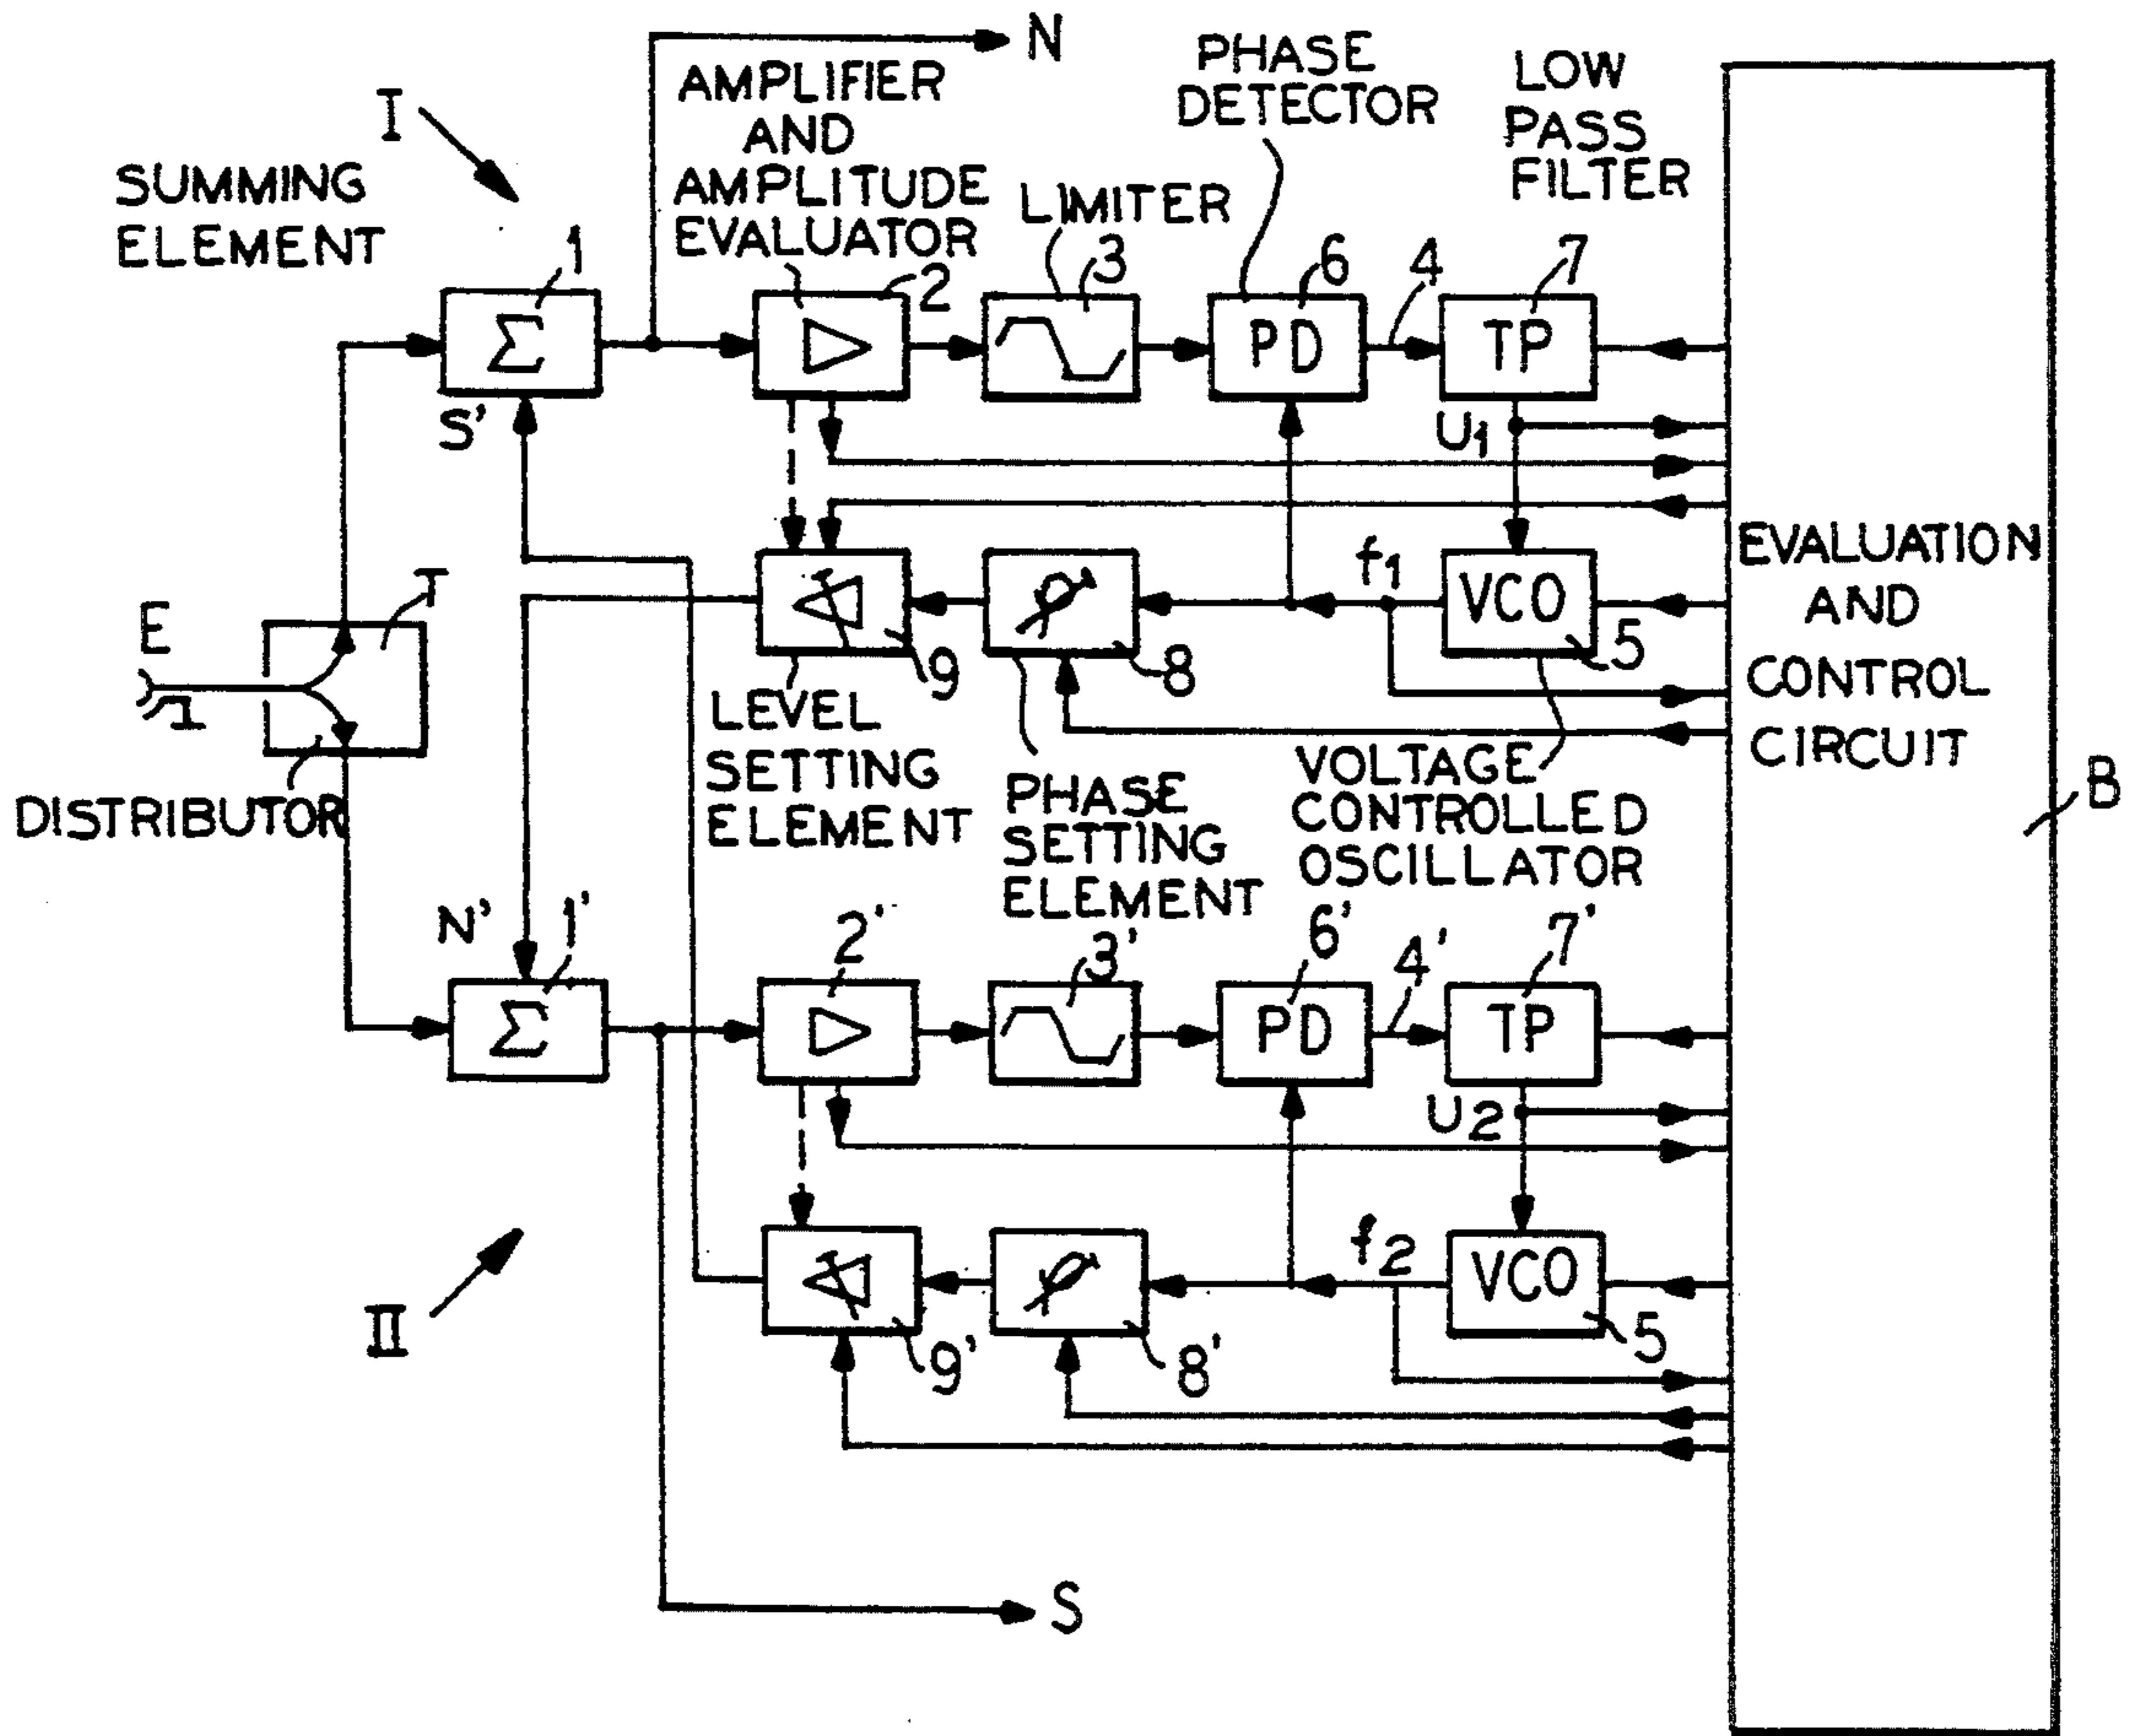 N
I
SUMMING
ELEMENT
AMPLIFIER
AND
AMPLITUDE
EVALUATOR
LIMITER
PHASE
DETECTOR
LOW
PASS
FILTER
1
2
3
6
4
7
Σ
PD
TP
S'
U1
E
T
DISTRIBUTOR
f1
VCO
9
8
5
LEVEL
SETTING
ELEMENT
PHASE
SETTING
ELEMENT
VOLTAGE
CONTROLLED
OSCILLATOR
EVALUATION
AND
CONTROL
CIRCUIT
B
N'
1'
2'
3'
6'
4'
7'
Σ
PD
TP
U2
II
f2
VCO
9'
8'
5
S